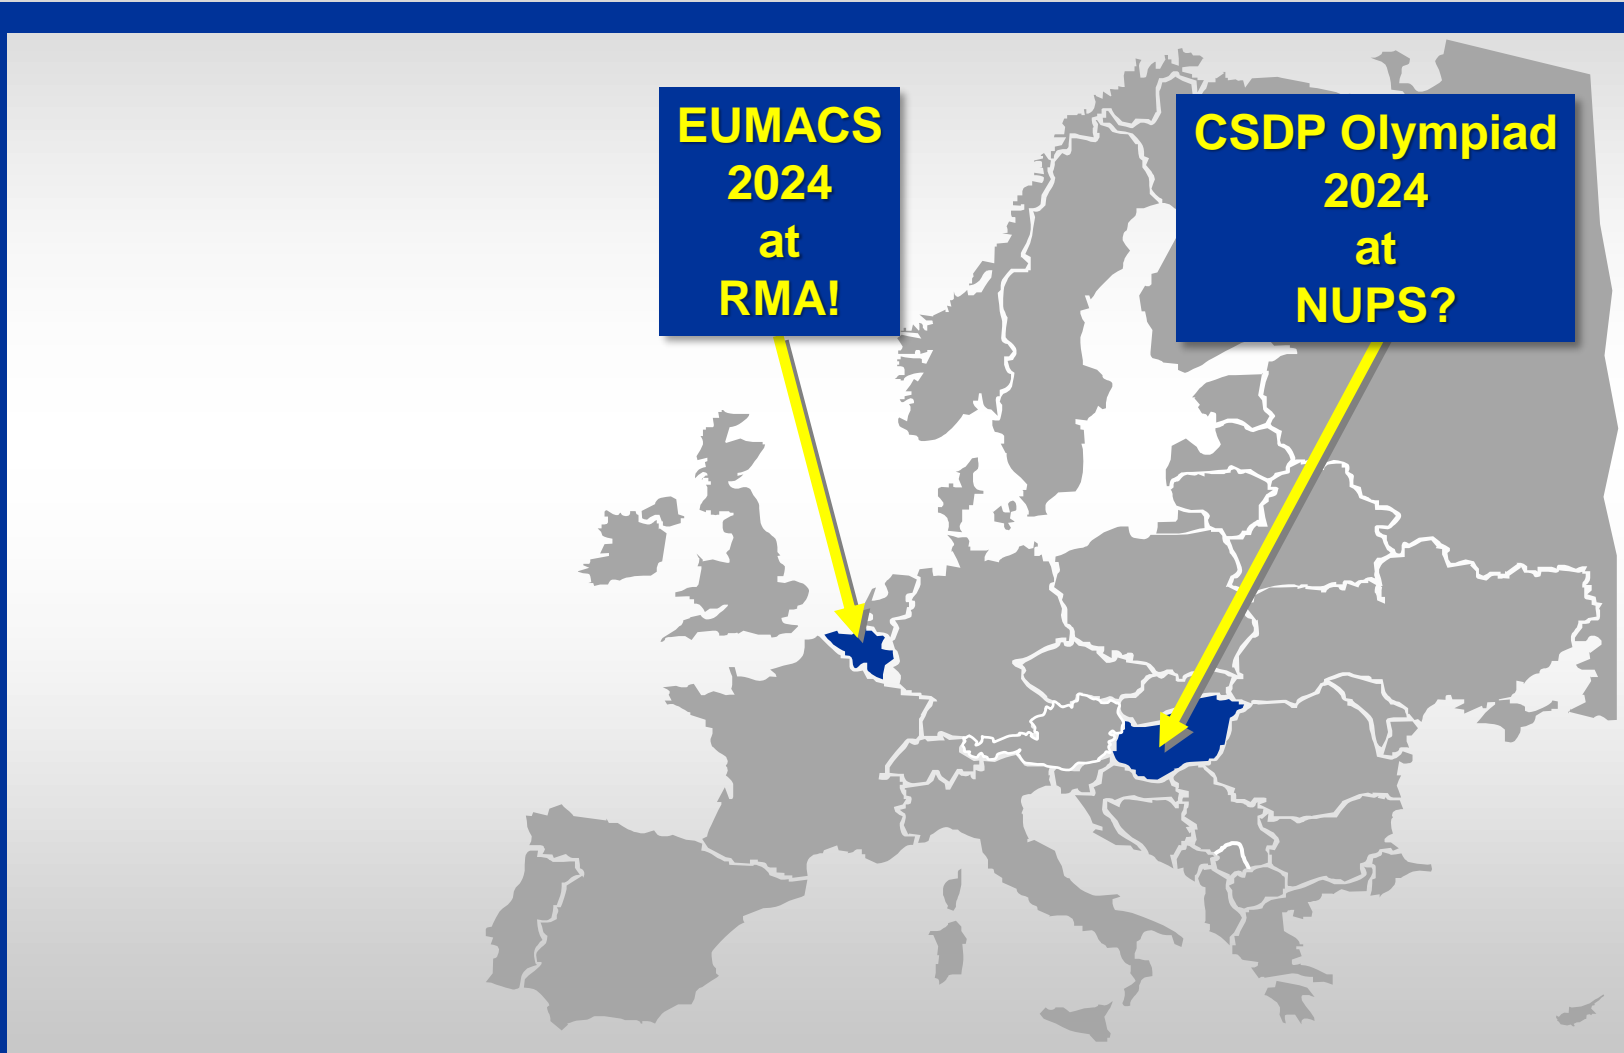 EUMACS
2024
at
RMA!
CSDP Olympiad
2024
at
NUPS?